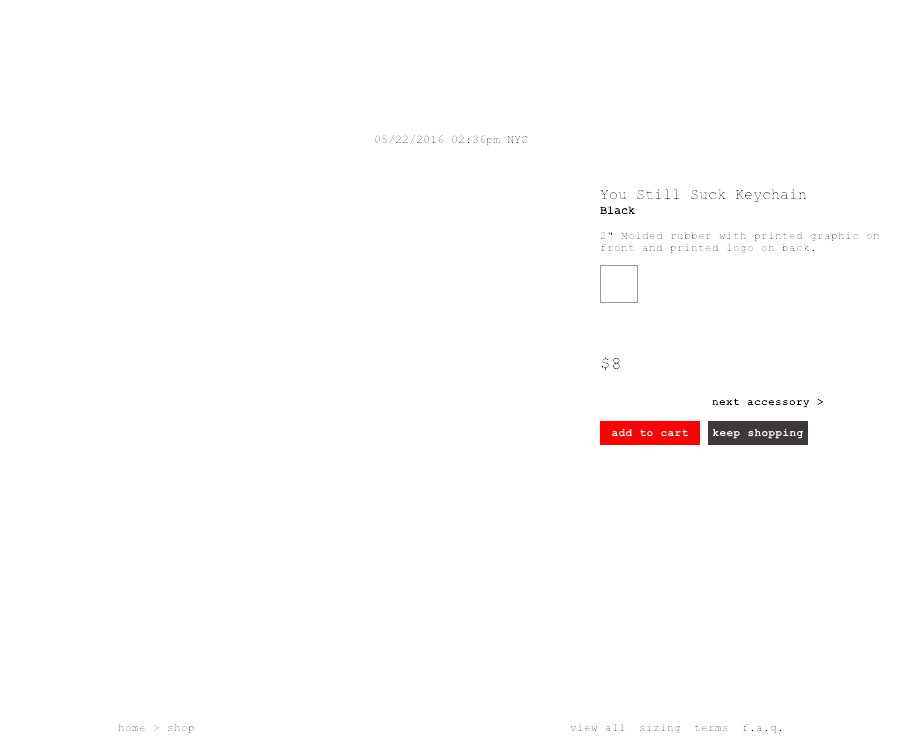 05/22/2016 02:36pm NYC
You Still Suck Keychain
Black
2" Molded rubber with printed graphic on
front and printed logo on back.
$8
next accessory >
add to cart keep shopping
home > shop view all sizing terms f.a.q.